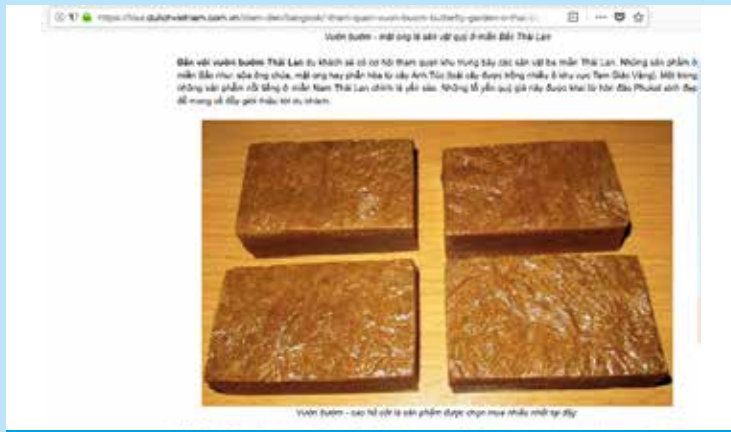 Vườn bướm - mật ong là sản vật quý ở miền Bắc Thái Lan
Đến với vườn bướm Thái Lan du khách sẽ có cơ hội tham quan khu trưng bày các sản vật ba miền Thái Lan. Những sản phẩm ở
miền Bắc như: sữa ong chúa, mật ong hay phấn hoa từ cây Anh Túc (loài cây được trồng nhiều ở khu vực Tam Giác Vàng). Một trong
những sản phẩm nổi tiếng ở miền Nam Thái Lan chính là yến sào. Những tổ yến quý giá này được khai từ hòn đảo Phuket xinh đẹp
để mang về đây giới thiệu tới du khách.
Vườn bướm - cao hổ cốt là sản phẩm được chọn mua nhiều nhất tại đây